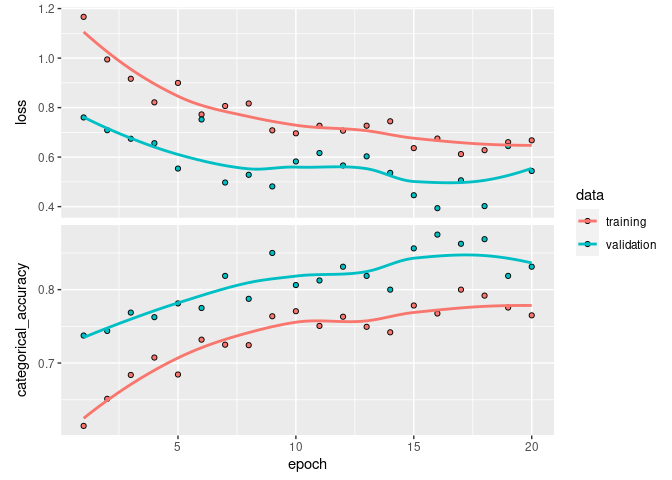 1.2
1.0
0.8
0.6
0.4
loss
data
training
validation
0.8
0.7
categorical_accuracy
5
10
15
20
epoch